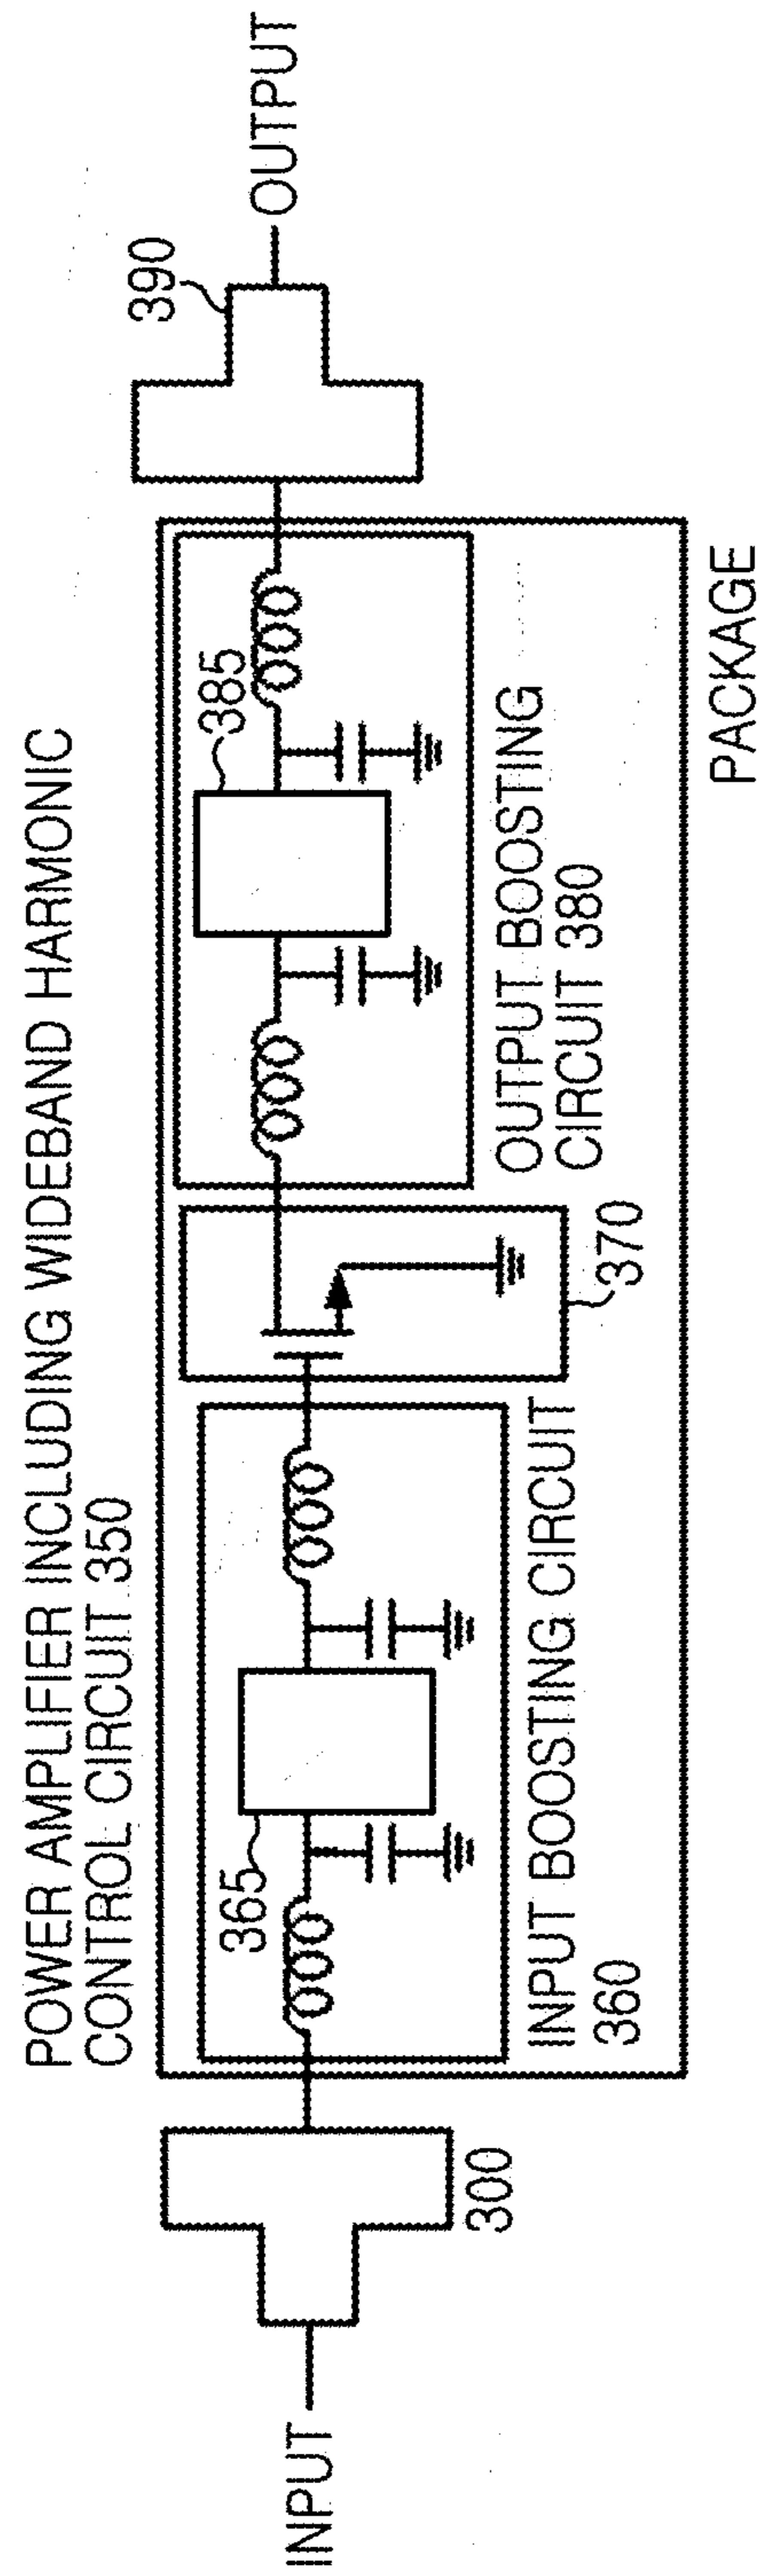 POWER AMPLIFIER INCLUDING WIDEBAND HARMONIC
CONTROL CIRCUIT 350
INPUT
300
365
INPUT BOOSTING CIRCUIT
360
370
385
OUTPUT BOOSTING
CIRCUIT 380
PACKAGE
390
OUTPUT